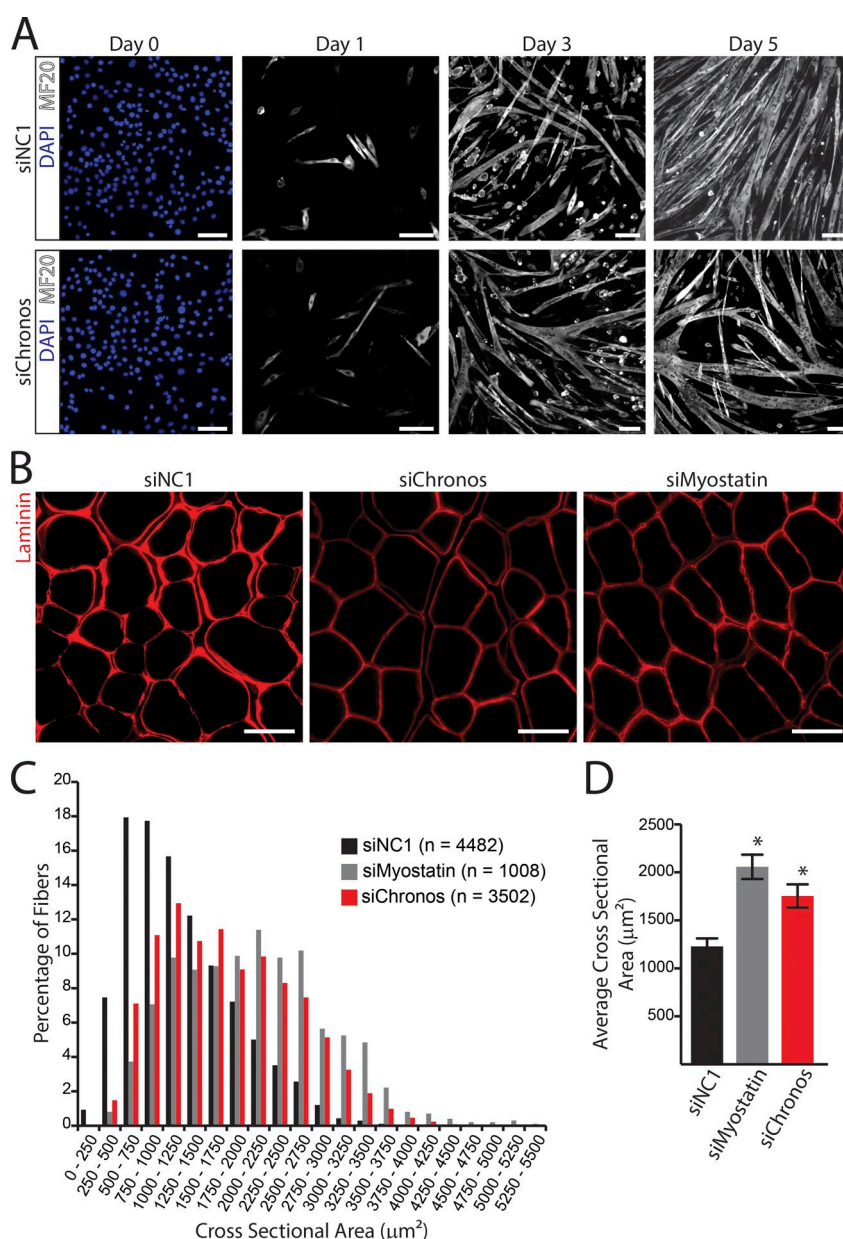 A
Day 0
Day 1
Day 3
Day 5
siNC1
DAPI MF20
siChronos
DAPI MF20
B
siNC1
siChronos
siMyostatin
Laminin
C
Percentage of Fibers
20
18
16
14
12
10
8
6
4
2
0
siNC1 (n = 4482)
siMyostatin (n = 1008)
siChronos (n = 3502)
0 - 250
250 - 500
500 - 750
750 - 1000
1000 - 1250
1250 - 1500
1500 - 1750
1750 - 2000
2000 - 2250
2250 - 2500
2500 - 2750
2750 - 3000
3000 - 3250
3250 - 3500
3500 - 3750
3750 - 4000
4000 - 4250
4250 - 4500
4500 - 4750
4750 - 5000
5000 - 5250
5250 - 5500
Cross Sectional Area (μm²)
D
Average Cross Sectional
Area (μm²)
2500
2000
1500
1000
500
*
*
siNC1
siMyostatin
siChronos